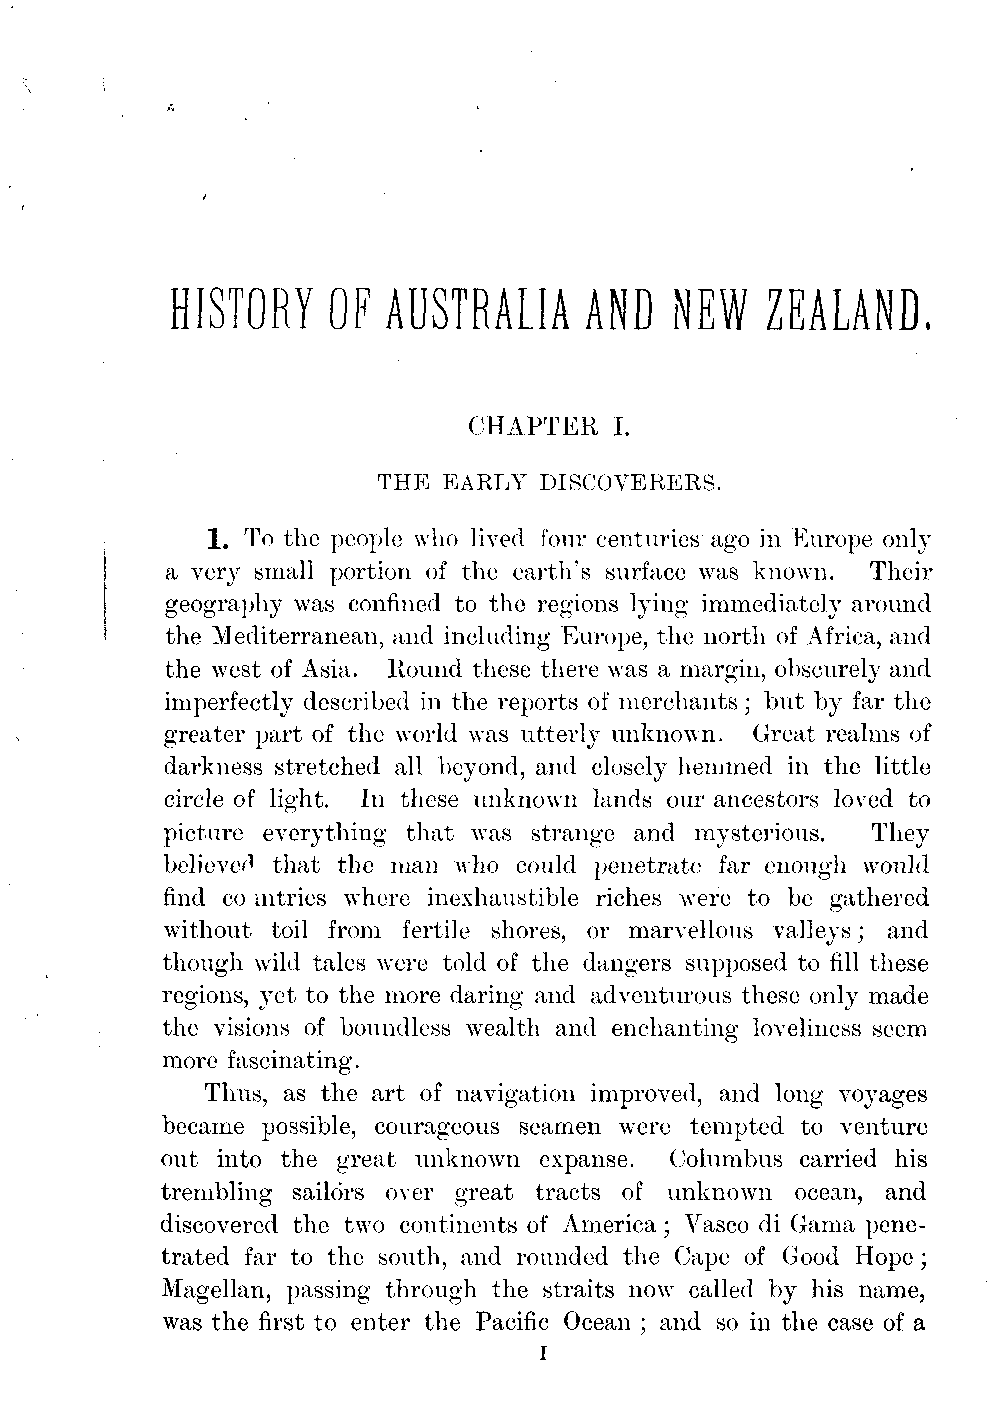 HISTORY OF AUSTRALIA AND NEW ZEALAND.
CHAPTER I.
THE EARLY DISCOVERERS.
1. To the people who lived four centuries ago in Europe only
a very small portion of the earth's surface was known. Their
geography was confined to the regions lying immediately around
the Mediterranean, and including Europe, the north of Africa, and
the west of Asia. Round these there was a margin, obscurely and
imperfectly described in the reports of merchants; but by far the
greater part of the world was utterly unknown. Great realms of
darkness stretched all beyond, and closely hemmed in the little
circle of light. In these unknown lands our ancestors loved to
picture everything that was strange and mysterious. They
believed that the man who could penetrate far enough would
find countries where inexhaustible riches were to be gathered
without toil from fertile shores, or marvellous valleys; and
though wild tales were told of the dangers supposed to fill these
regions, yet to the more daring and adventurous these only made
the visions of boundless wealth and enchanting loveliness seem
more fascinating.
Thus, as the art of navigation improved, and long voyages
became possible, courageous seamen were tempted to venture
out into the great unknown expanse. Columbus carried his
trembling sailors over great tracts of unknown ocean, and
discovered the two continents of America; Vasco di Gama pene-
trated far to the south, and rounded the Cape of Good Hope;
Magellan, passing through the straits now called by his name,
was the first to enter the Pacific Ocean; and so in the case of a
I